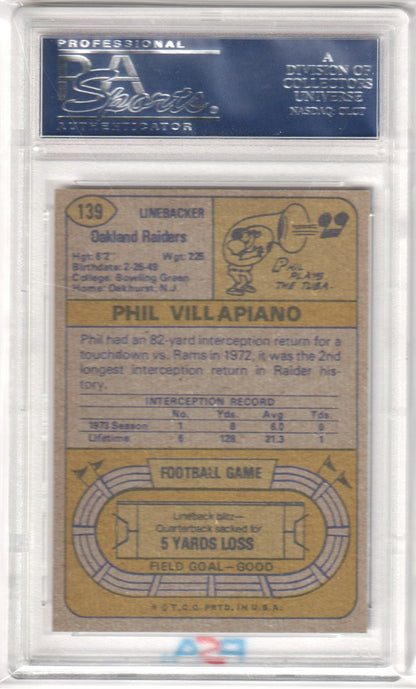 PROFESSIONAL
PSA
Sports
AUTHENTICATOR
A
DIVISION OF
COLLECTORS
UNIVERSE
NASDAQ: CLCT
139
LINEBACKER
Oakland Raiders
Hgt: 6'2" Wgt: 225
Birthdate: 2-26-49
College: Bowling Green
Home: Oakhurst, N.J.
PHIL
PLAYS
THE TUBA.
PHIL VILLAPIANO
Phil had an 82-yard interception return for a
touchdown vs. Rams in 1972, it was the 2nd
longest interception return in Raider his-
tory.
INTERCEPTION RECORD
No. Yds. Avg Tds.
1973 Season 1 6 6.0 0
Lifetime 6 128 21.3 1
FOOTBALL GAME
Lineback blitz—
Quarterback sacked for
5 YARDS LOSS
FIELD GOAL—GOOD
© T.C.G. PRTD. IN U.S.A.
PSA